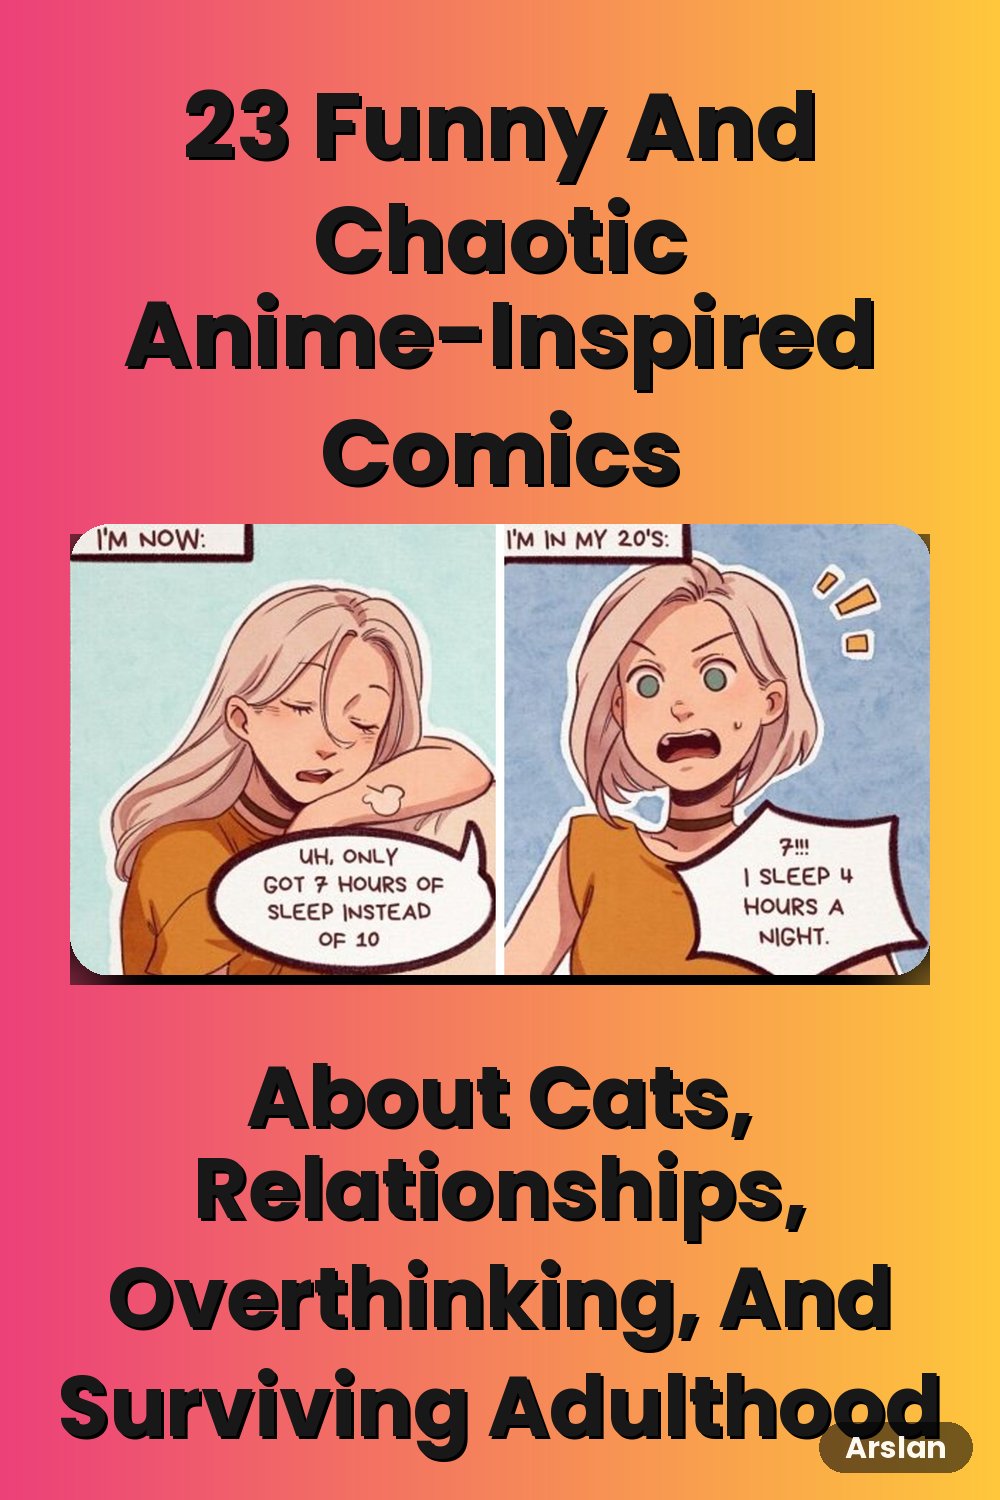 23 Funny And
Chaotic
Anime-Inspired
Comics
I'M NOW:
UH, ONLY
GOT 7 HOURS OF
SLEEP INSTEAD
OF 10
I'M IN MY 20'S:
7!!!
I SLEEP 4
HOURS A
NIGHT.
About Cats,
Relationships,
Overthinking, And
Surviving Adulthood
Arslan